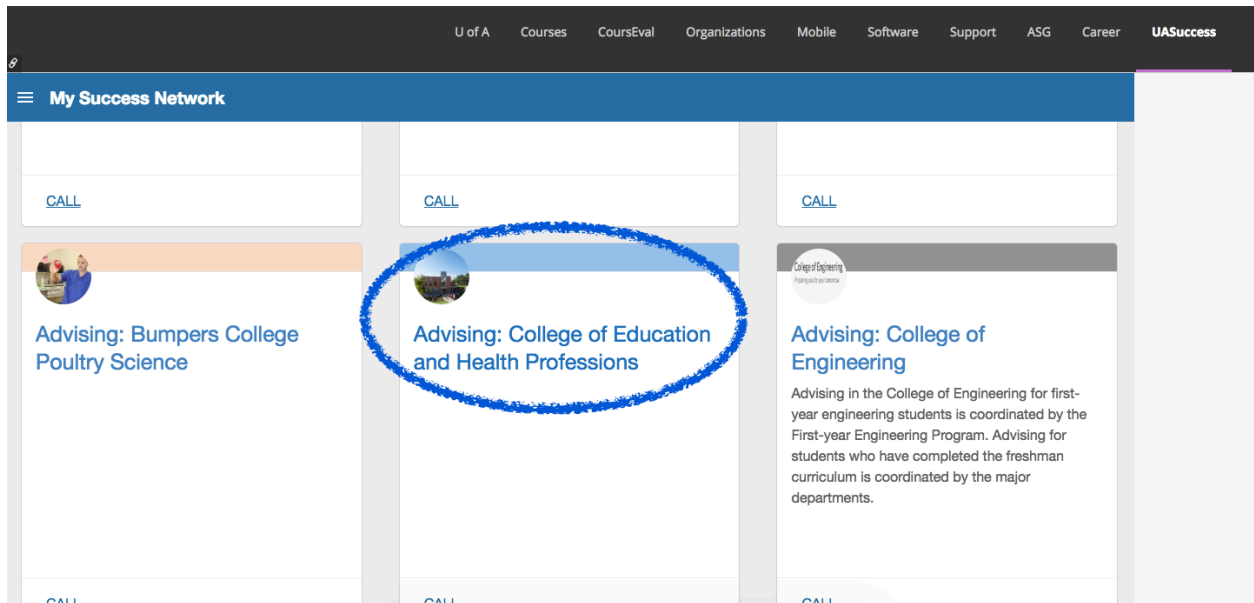 U of A Courses CoursEval Organizations Mobile Software Support ASG Career UASuccess
My Success Network
CALL
CALL
CALL
Advising: Bumpers College
Poultry Science
Advising: College of Education
and Health Professions
College of Engineering
Advising: College of
Engineering
Advising in the College of Engineering for first-
year engineering students is coordinated by the
First-year Engineering Program. Advising for
students who have completed the freshman
curriculum is coordinated by the major
departments.
CALL
CALL
CALL